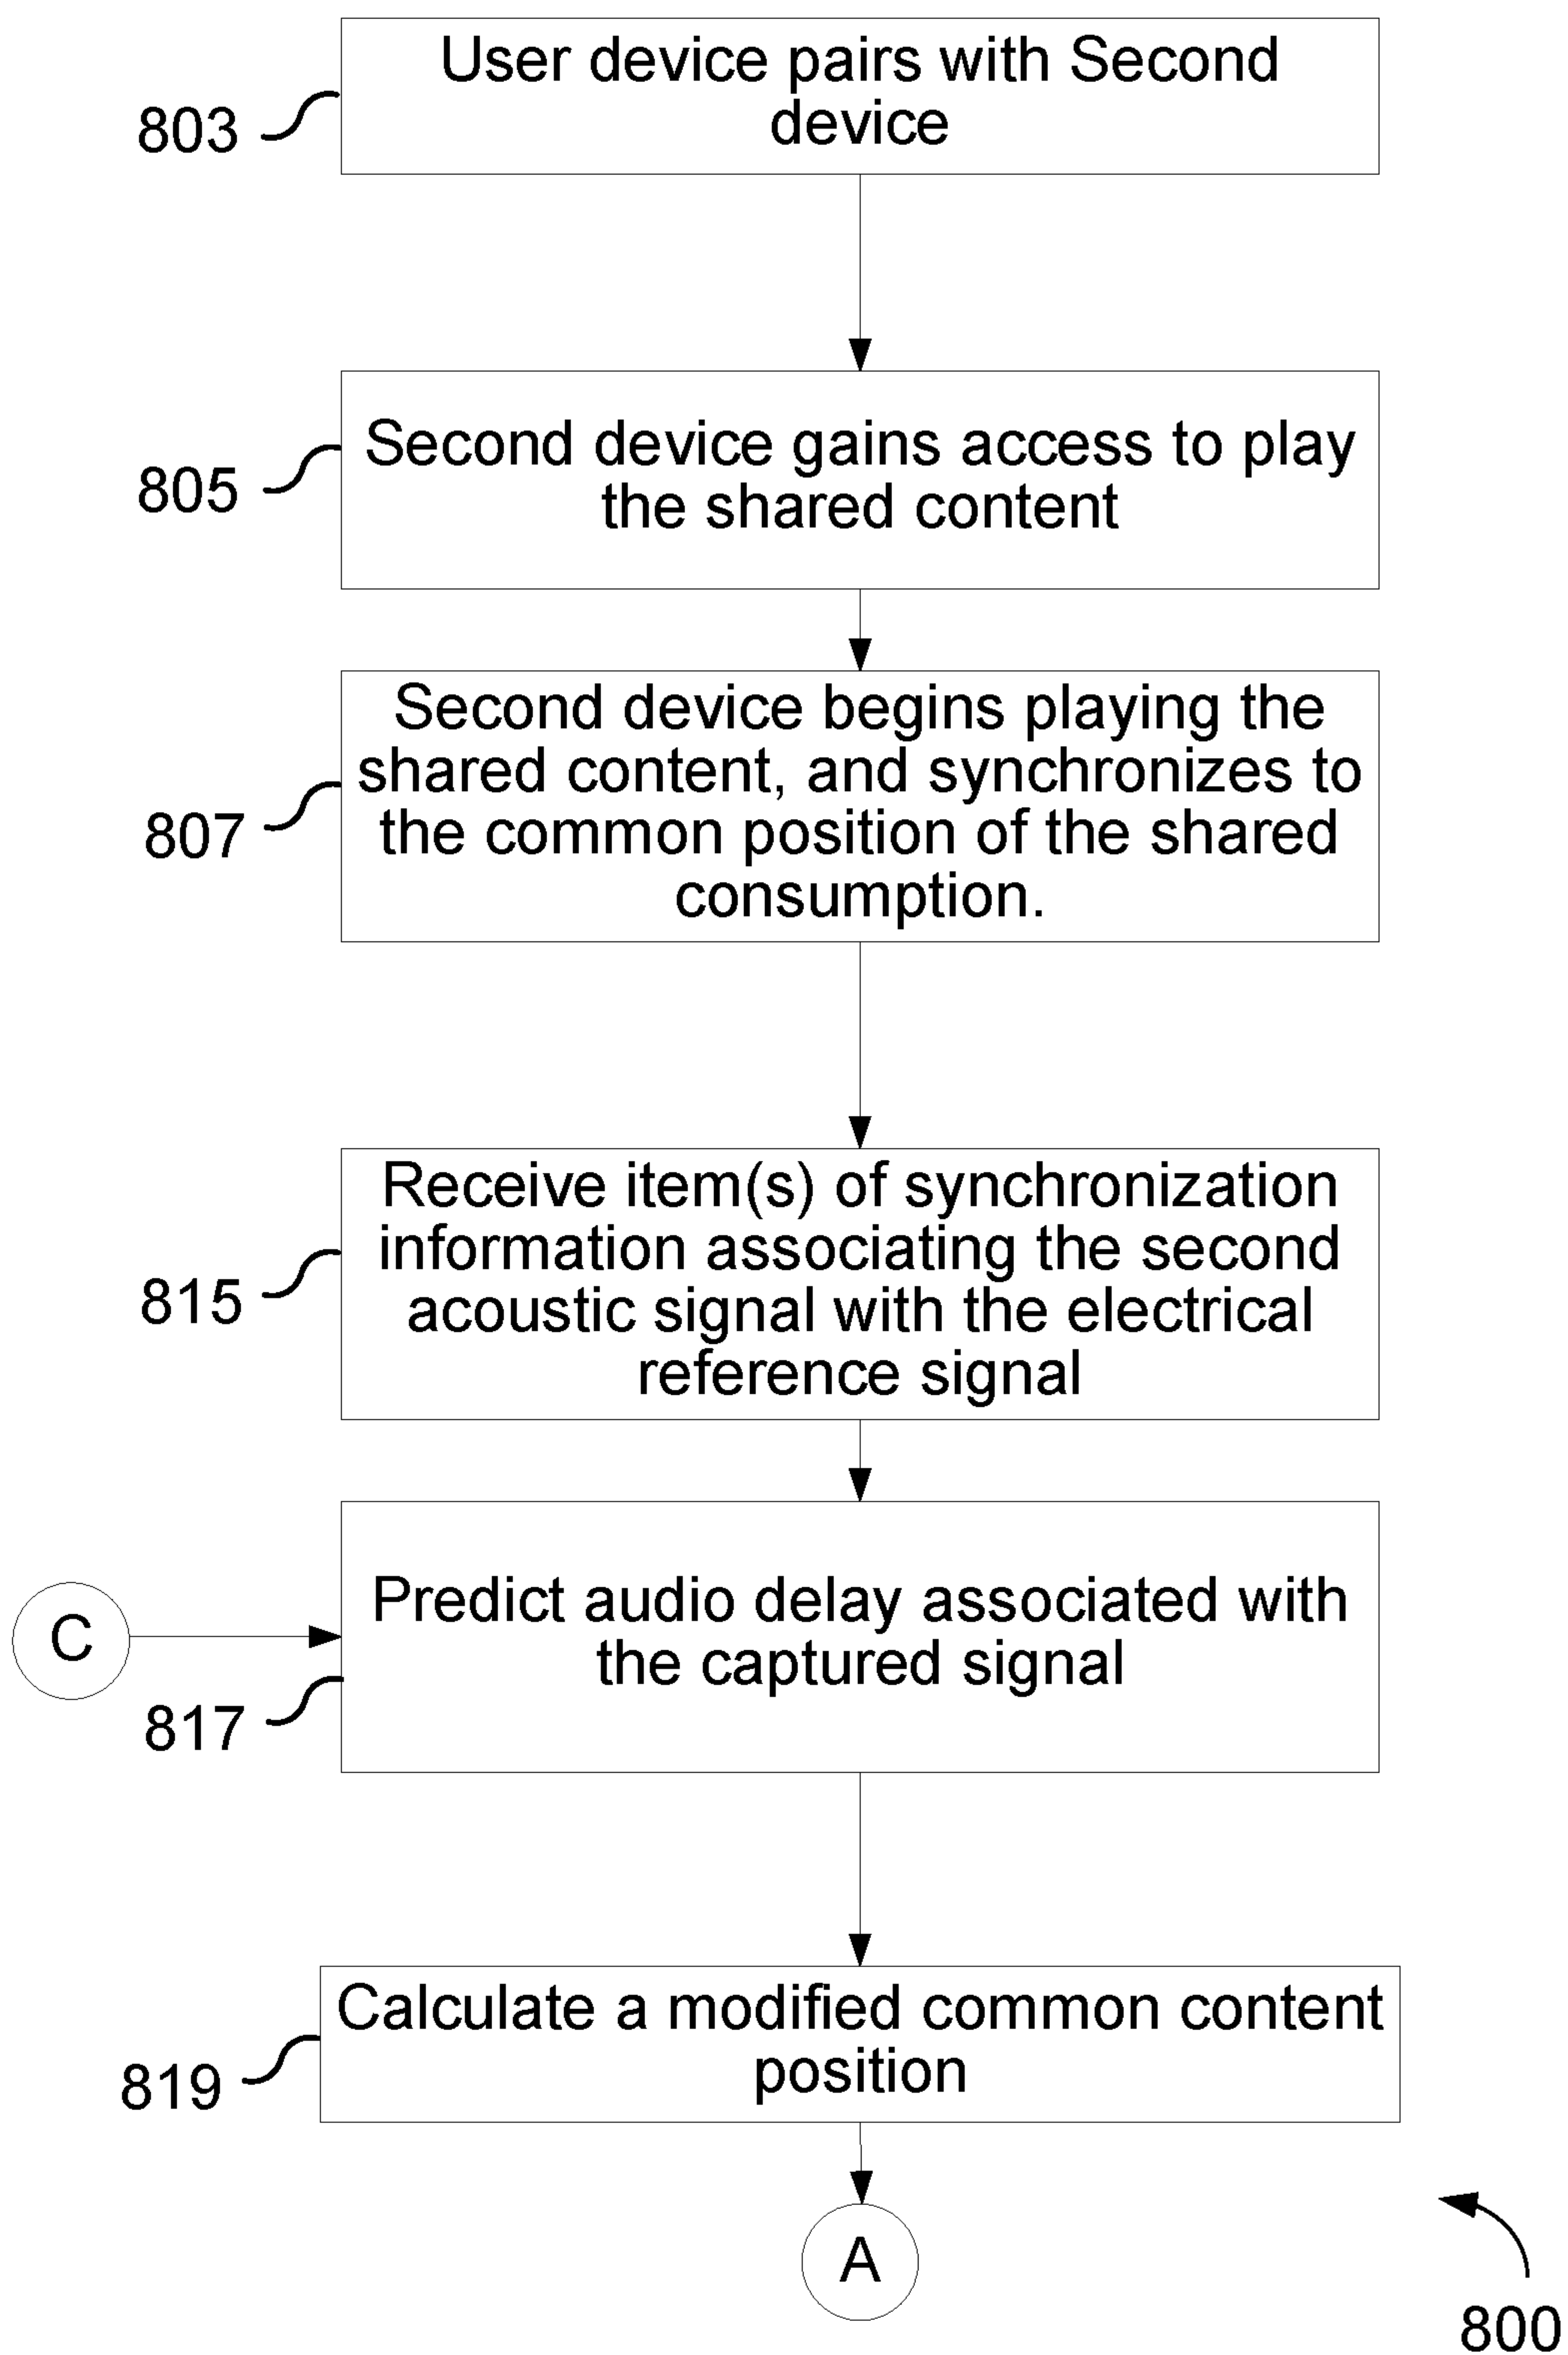 User device pairs with Second
device
803
Second device gains access to play
the shared content
805
Second device begins playing the
shared content, and synchronizes to
the common position of the shared
consumption.
807
Receive item(s) of synchronization
information associating the second
acoustic signal with the electrical
reference signal
815
Predict audio delay associated with
the captured signal
C
817
Calculate a modified common content
position
819
A
800